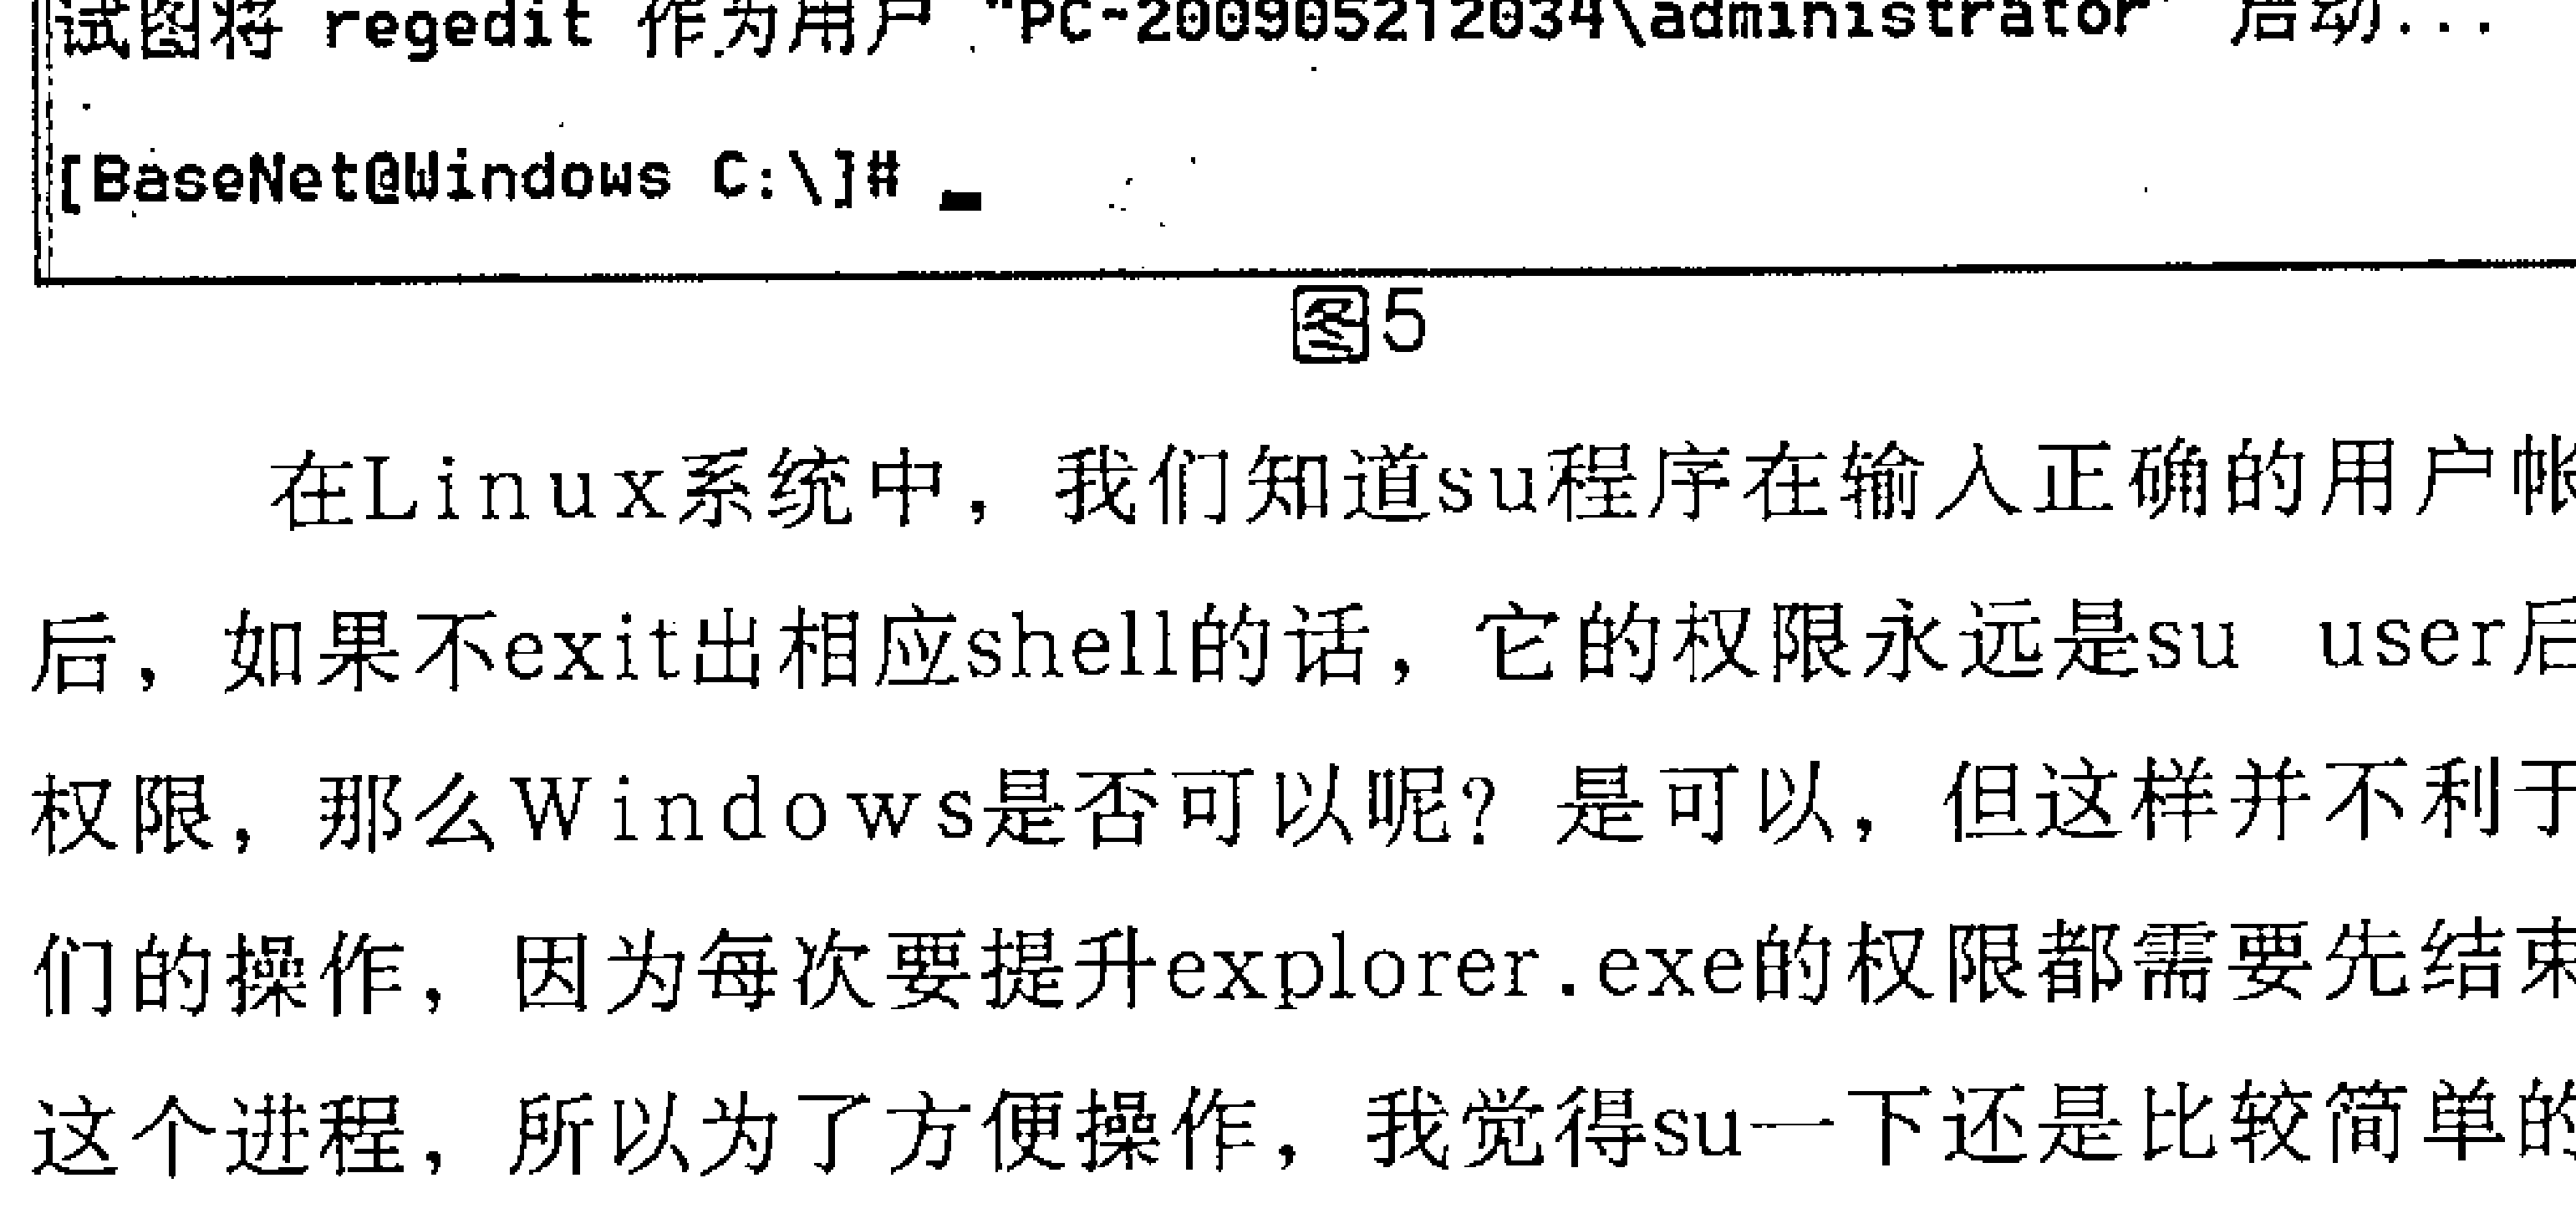 试图将 regedit 作为用户 "PC-200905212034\administrator" 启动...
[BaseNet@Windows C:\]# _
图5
在Linux系统中，我们知道su程序在输入正确的用户帐
后，如果不exit出相应shell的话，它的权限永远是su user后
权限，那么Windows是否可以呢？是可以，但这样并不利于
们的操作，因为每次要提升explorer.exe的权限都需要先结束
这个进程，所以为了方便操作，我觉得su一下还是比较简单的